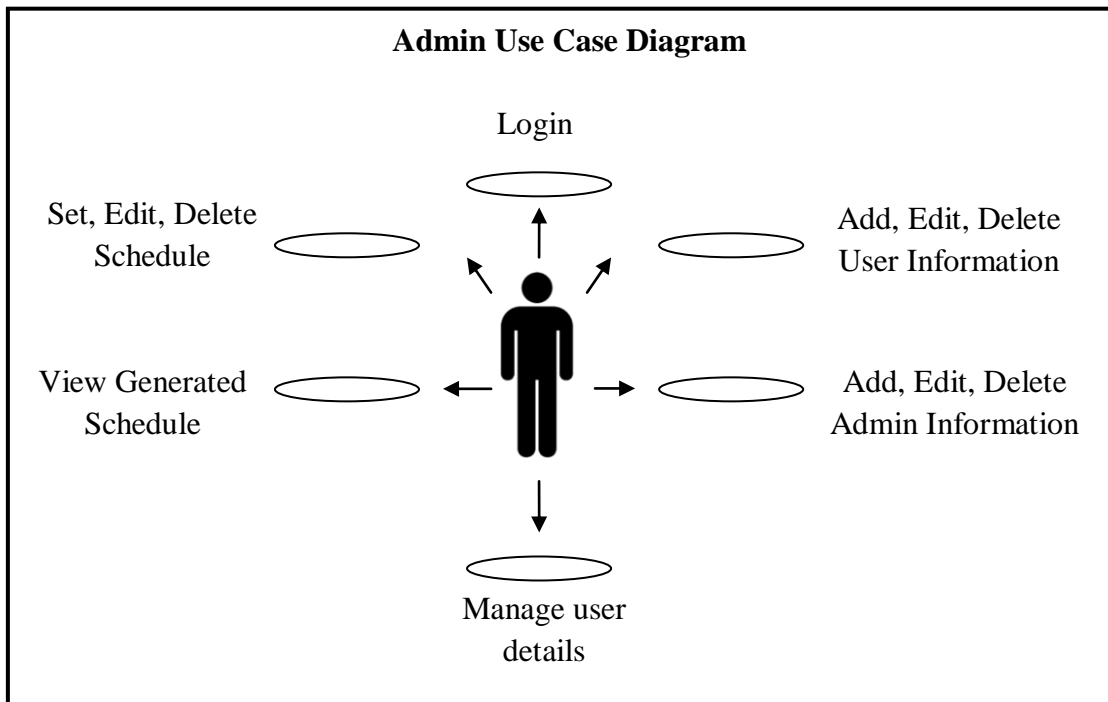 Admin Use Case Diagram
Login
Set, Edit, Delete
Schedule
Add, Edit, Delete
User Information
View Generated
Schedule
Add, Edit, Delete
Admin Information
Manage user
details